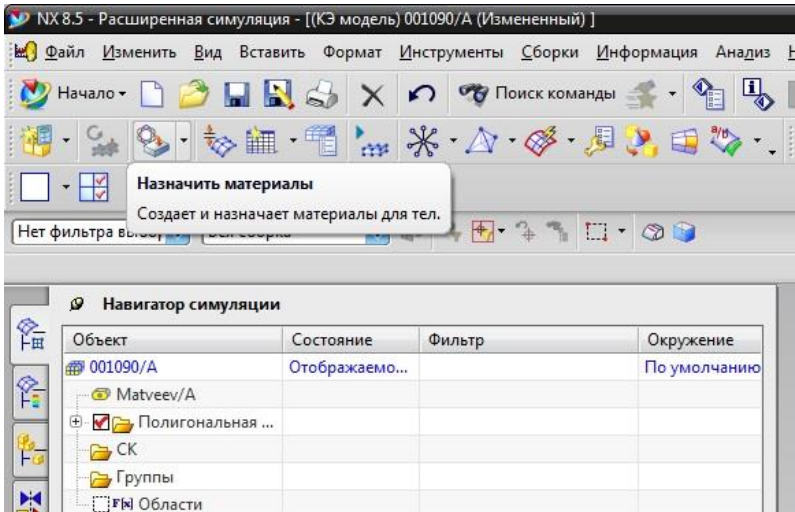 NX 8.5 - Расширенная симуляция - [(КЭ модель) 001090/A (Измененный) ]
Файл Изменить Вид Вставить Формат Инструменты Сборки Информация Анализ
Начало Поиск команды
Назначить материалы
Создает и назначает материалы для тел.
Нет фильтра
Навигатор симуляции
Объект Состояние Фильтр Окружение
001090/A Отображаемо... По умолчанию
Matveev/A
Полигональная ...
СК
Группы
F[x] Области